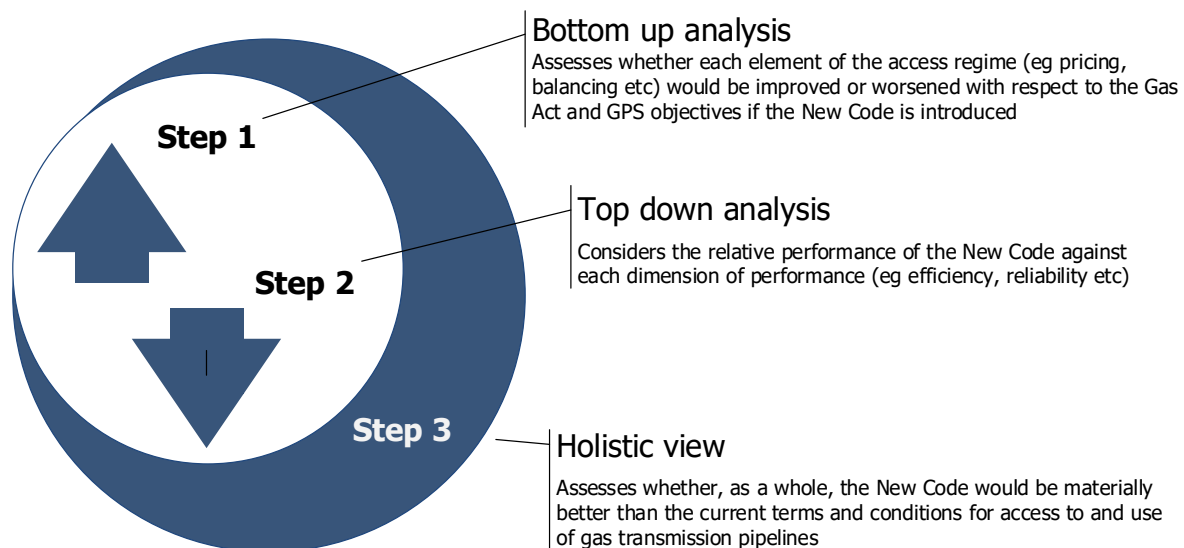 Bottom up analysis
Assesses whether each element of the access regime (eg pricing,
balancing etc) would be improved or worsened with respect to the Gas
Act and GPS objectives if the New Code is introduced
Step 1
Top down analysis
Considers the relative performance of the New Code against
each dimension of performance (eg efficiency, reliability etc)
Step 2
Step 3
Holistic view
Assesses whether, as a whole, the New Code would be materially
better than the current terms and conditions for access to and use
of gas transmission pipelines